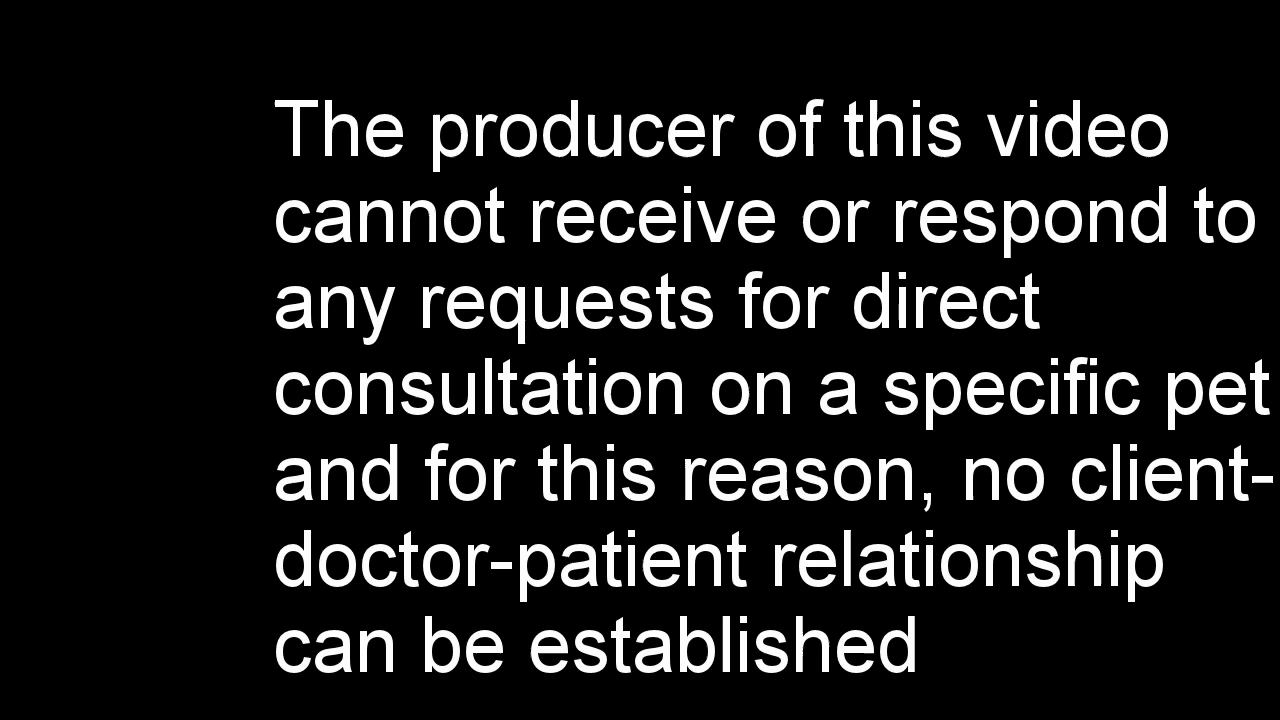 The producer of this video
cannot receive or respond to
any requests for direct
consultation on a specific pet
and for this reason, no client-
doctor-patient relationship
can be established